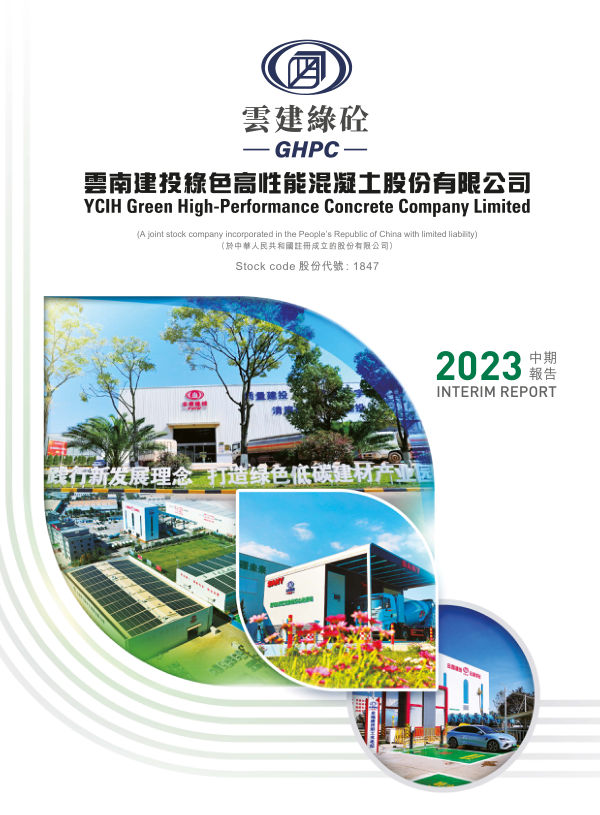 雲建綠砼
GHPC
雲南建投綠色高性能混凝土股份有限公司
YCIH Green High-Performance Concrete Company Limited
(A joint stock company incorporated in the People's Republic of China with limited liability)
（於中華人民共和國註冊成立的股份有限公司）
Stock code 股份代號 : 1847
2023 中期
報告
INTERIM REPORT
践行新发展理念 打造绿色低碳建材产业园
SANY